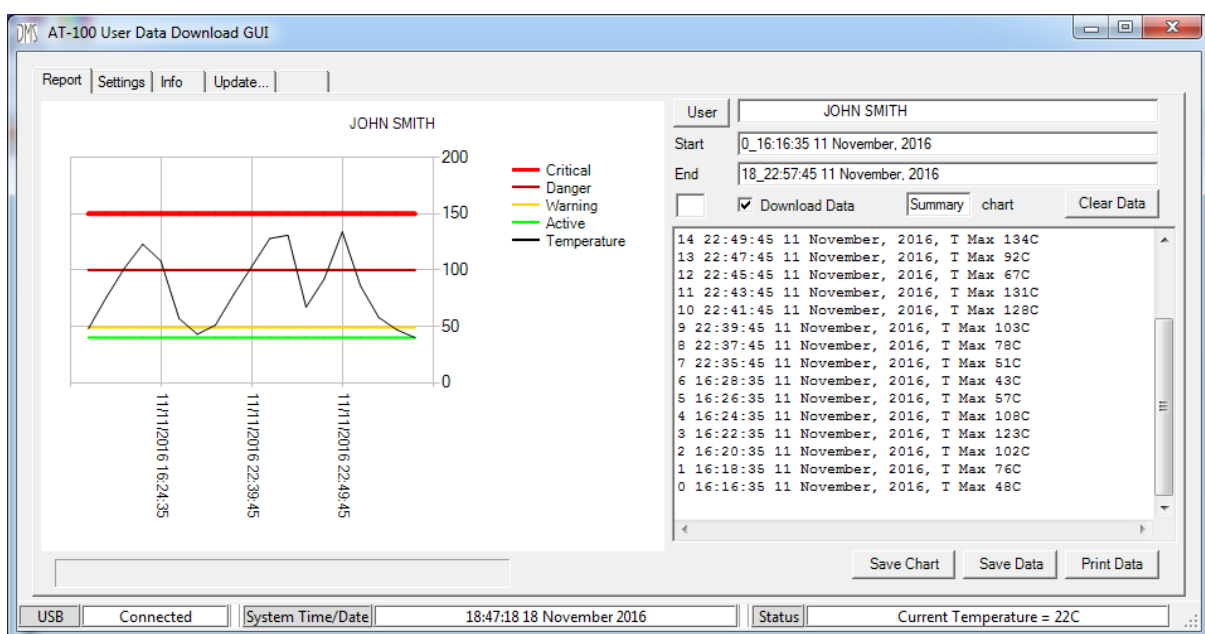 DMS AT-100 User Data Download GUI
Report Settings Info Update...
JOHN SMITH
200
150
100
50
0
Critical
Danger
Warning
Active
Temperature
11/11/2016 16:24:35
11/11/2016 22:39:45
11/11/2016 22:49:45
User JOHN SMITH
Start 0_16:16:35 11 November, 2016
End 18_22:57:45 11 November, 2016
Download Data Summary chart Clear Data
14 22:49:45 11 November, 2016, T Max 134C
13 22:47:45 11 November, 2016, T Max 92C
12 22:45:45 11 November, 2016, T Max 67C
11 22:43:45 11 November, 2016, T Max 131C
10 22:41:45 11 November, 2016, T Max 128C
9 22:39:45 11 November, 2016, T Max 103C
8 22:37:45 11 November, 2016, T Max 78C
7 22:35:45 11 November, 2016, T Max 51C
6 16:28:35 11 November, 2016, T Max 43C
5 16:26:35 11 November, 2016, T Max 57C
4 16:24:35 11 November, 2016, T Max 108C
3 16:22:35 11 November, 2016, T Max 123C
2 16:20:35 11 November, 2016, T Max 102C
1 16:18:35 11 November, 2016, T Max 76C
0 16:16:35 11 November, 2016, T Max 48C
Save Chart Save Data Print Data
USB Connected System Time/Date 18:47:18 18 November 2016 Status Current Temperature = 22C